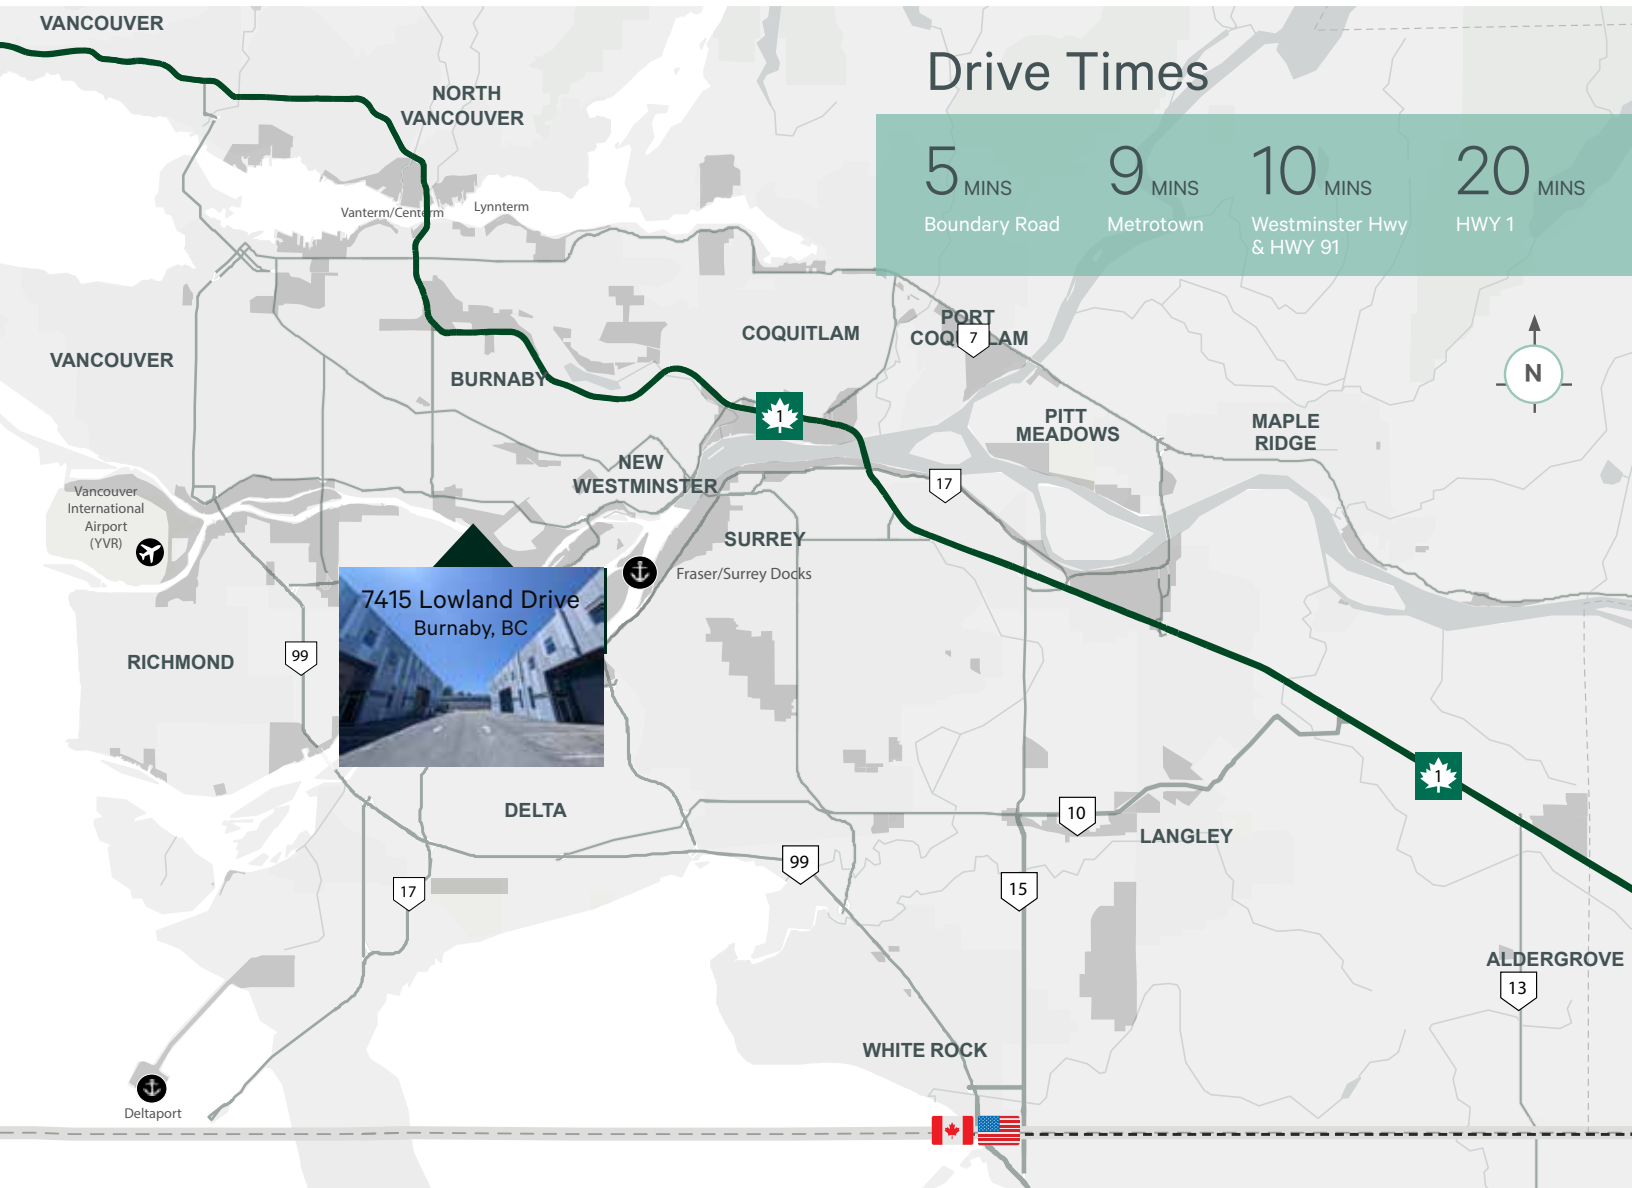 VANCOUVER
Drive Times
NORTH
VANCOUVER
5 MINS
Boundary Road
9 MINS
Metrotown
10 MINS
Westminster Hwy
& HWY 91
20 MINS
HWY 1
Vanterm/Centerm
Lynnterm
VANCOUVER
BURNABY
COQUITLAM
PORT
COQUITLAM
7
N
1
PITT
MEADOWS
MAPLE
RIDGE
NEW
WESTMINSTER
17
Vancouver
International
Airport
(YVR)
SURREY
Fraser/Surrey Docks
7415 Lowland Drive
Burnaby, BC
RICHMOND
99
DELTA
1
10
LANGLEY
99
17
15
ALDERGROVE
13
WHITE ROCK
Deltaport